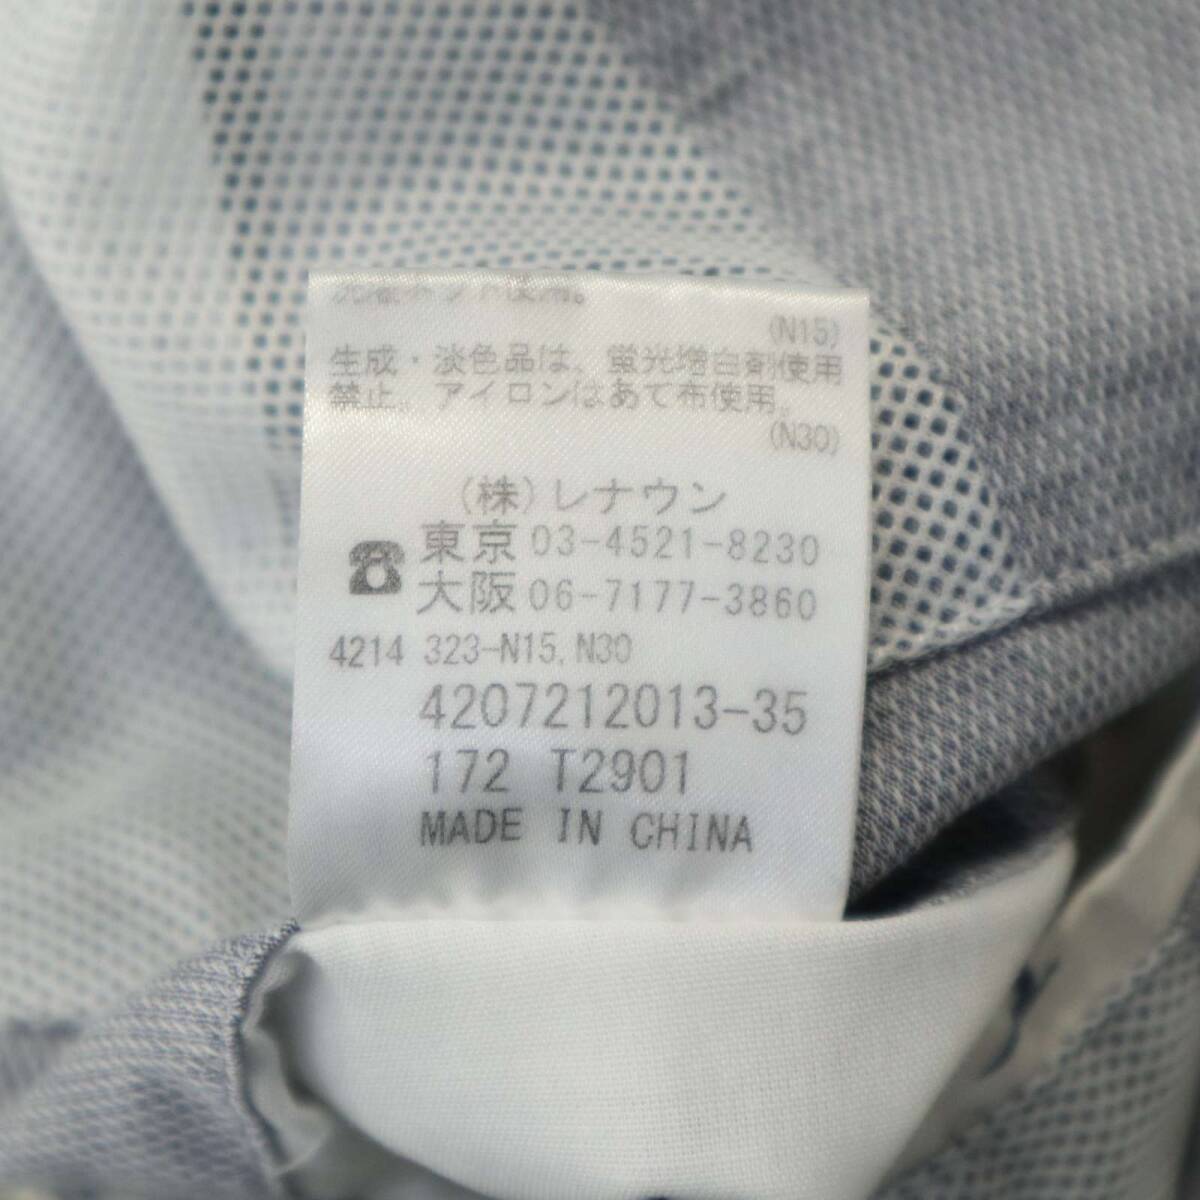 使用。
(N15)
生成・淡色品は、蛍光増白剤使用
禁止。アイロンはあて布使用。
(N30)
(株)レナウン
☎東京 03-4521-8230
大阪 06-7177-3860
4214 323-N15, N30
4207212013-35
172 T2901
MADE IN CHINA